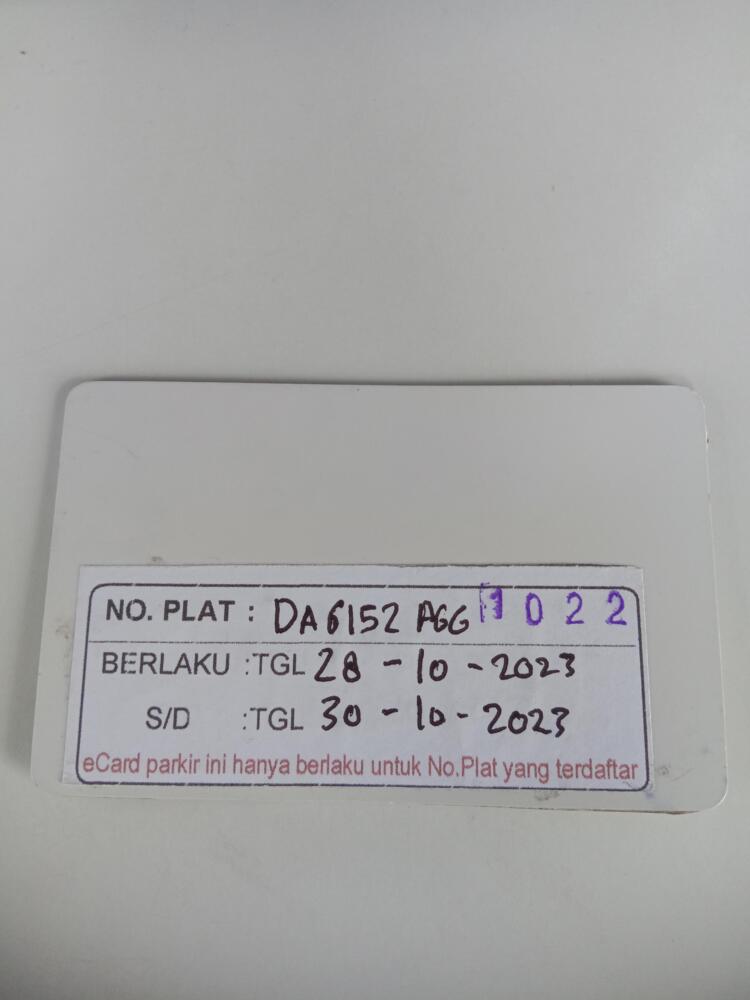 NO. PLAT : DA 6152 AGG 1022
BERLAKU :TGL 28 - 10 - 2023
S/D :TGL 30 - 10 - 2023
eCard parkir ini hanya berlaku untuk No.Plat yang terdaftar